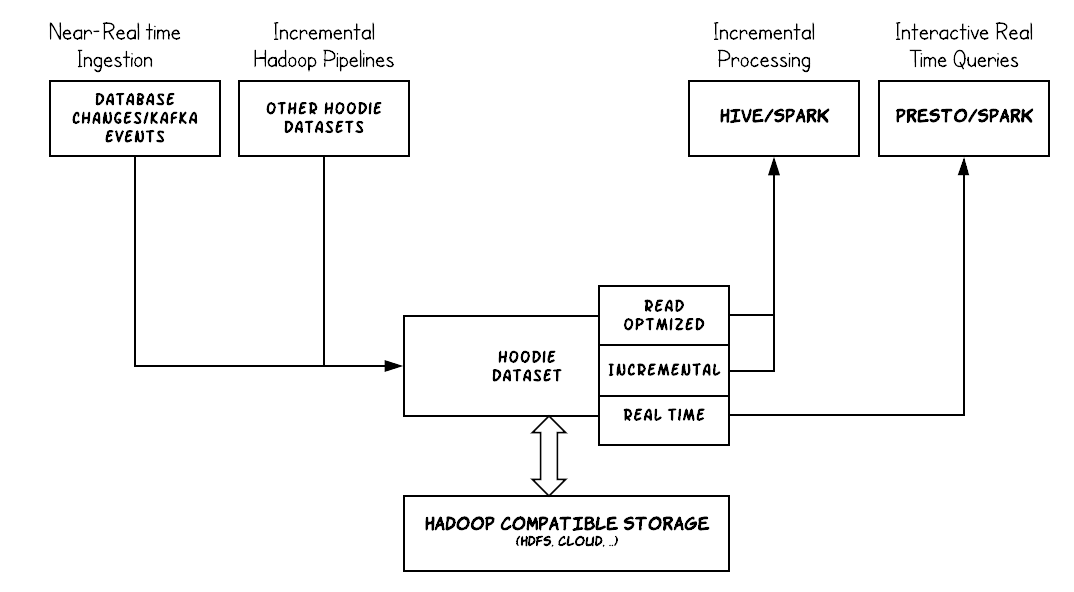 Near-Real time
Ingestion
Incremental
Hadoop Pipelines
Incremental
Processing
Interactive Real
Time Queries
DATABASE
CHANGES/KAFKA
EVENTS
OTHER HOODIE
DATASETS
HIVE/SPARK
PRESTO/SPARK
READ
OPTMIZED
HOODIE
DATASET
INCREMENTAL
REAL TIME
HADOOP COMPATIBLE STORAGE
(HDFS, CLOUD, ..)